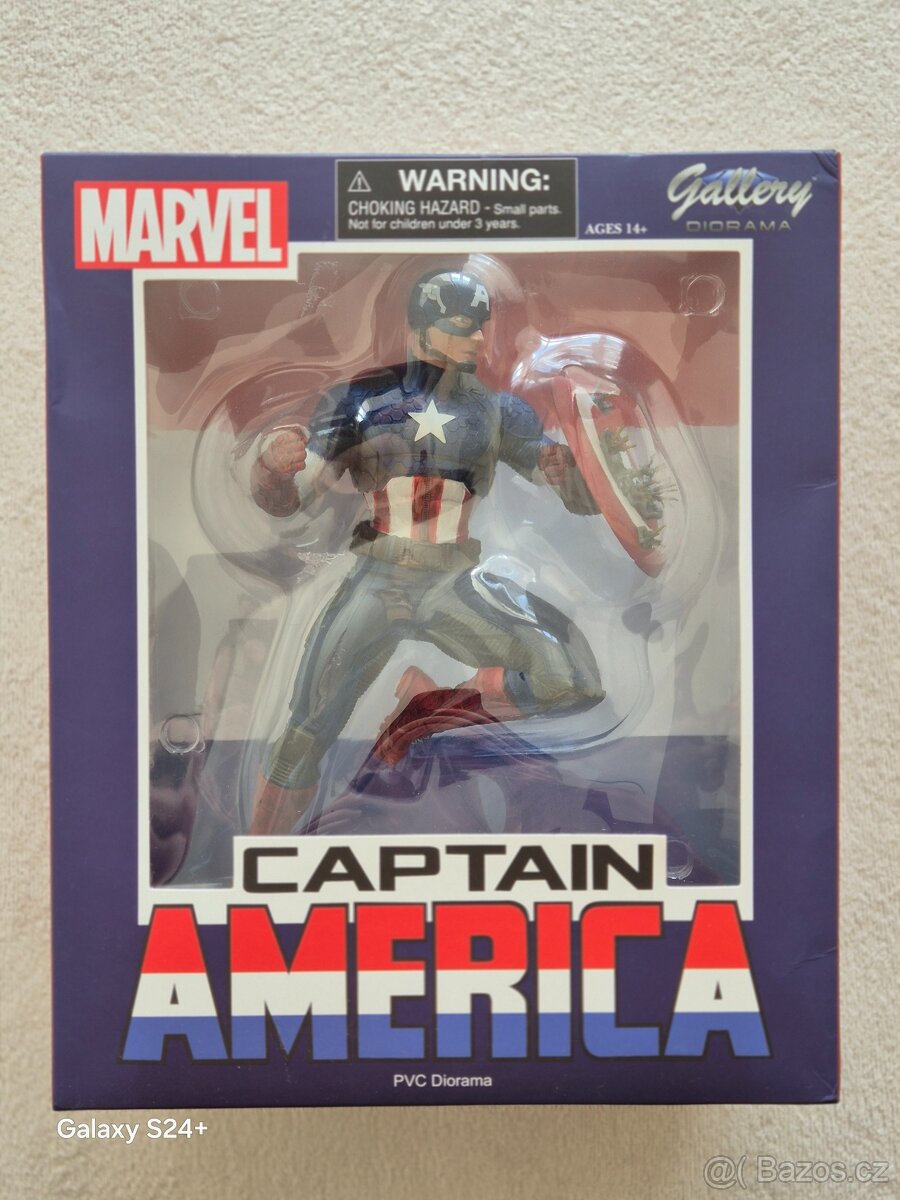 MARVEL
WARNING:
CHOKING HAZARD - Small parts.
Not for children under 3 years.
AGES 14+
Gallery
DIORAMA
A
CAPTAIN
AMERICA
PVC Diorama
Galaxy S24+
@( Bazos.cz